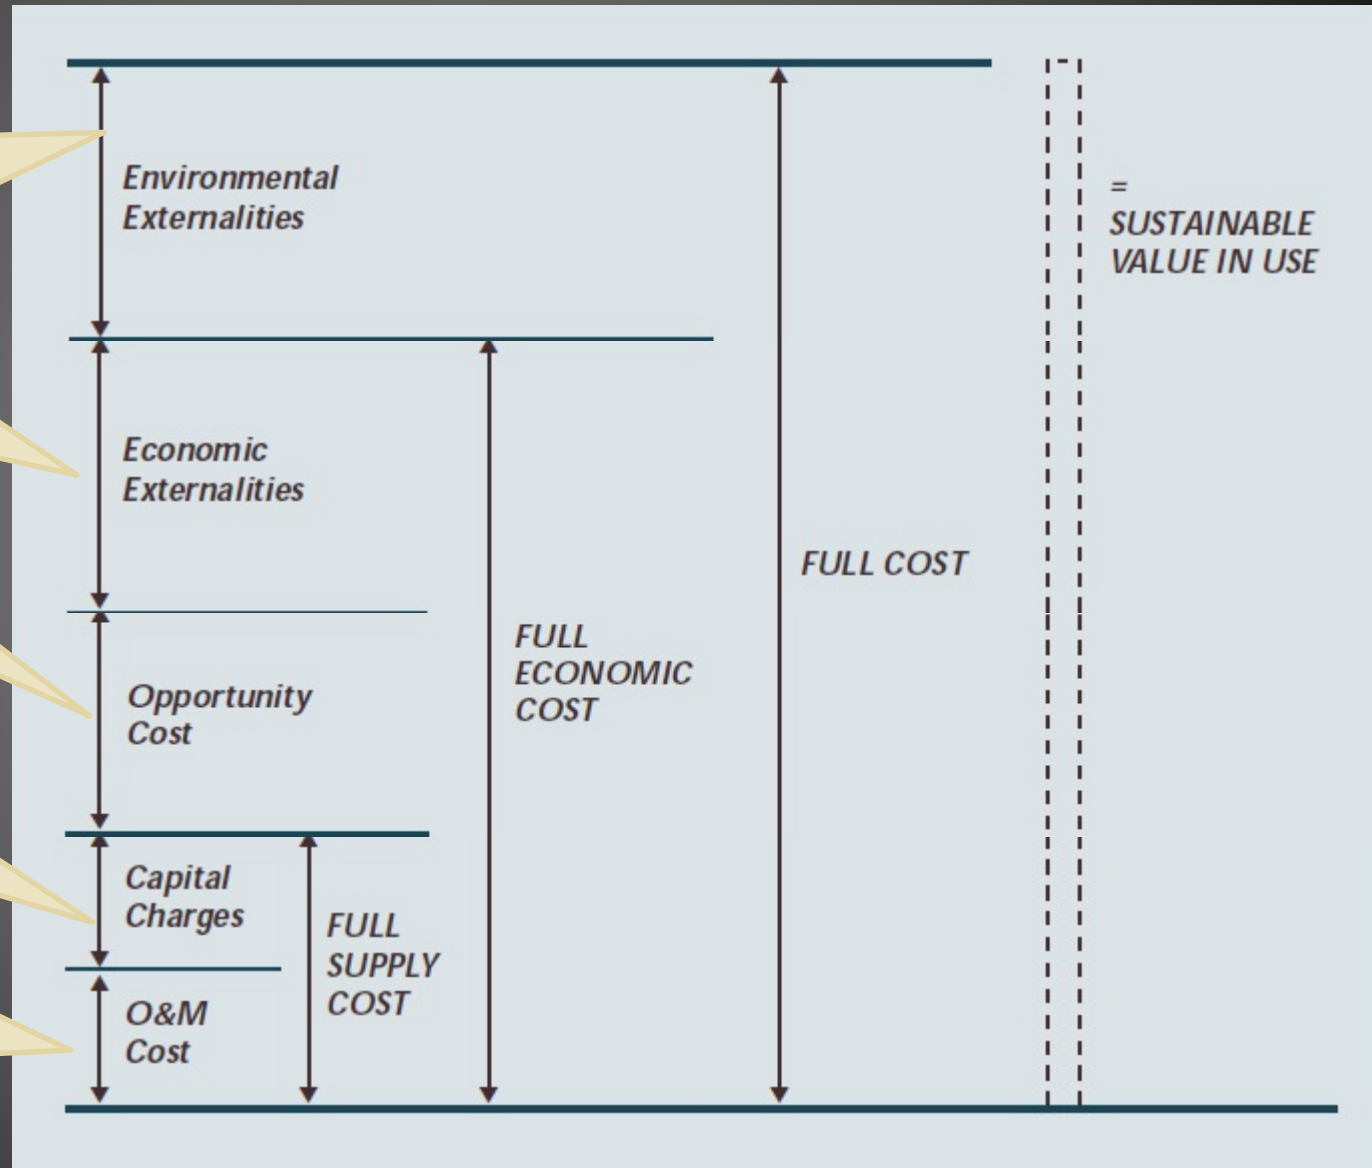 Environmental
Externalities
=
SUSTAINABLE
VALUE IN USE
Economic
Externalities
FULL COST
FULL
ECONOMIC
COST
Opportunity
Cost
Capital
Charges
FULL
SUPPLY
COST
O&M
Cost